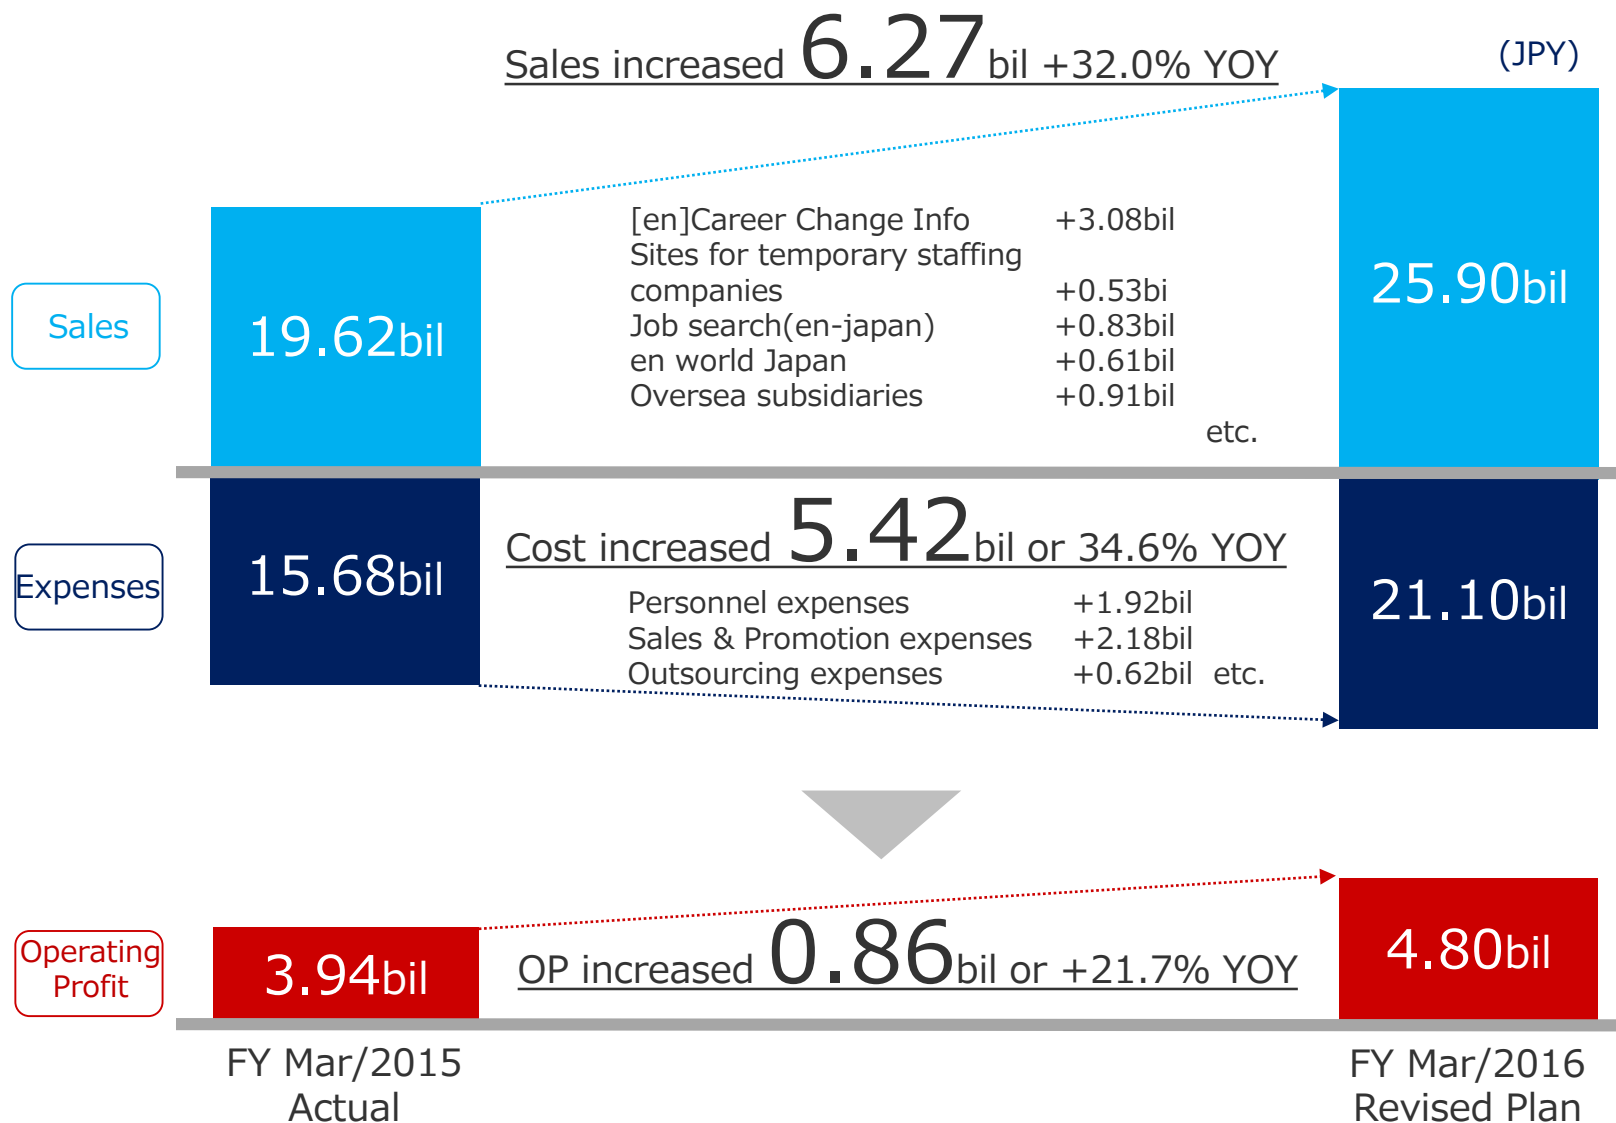 Sales increased 6.27bil +32.0% YOY
(JPY)
[en]Career Change Info +3.08bil
Sites for temporary staffing
companies +0.53bi
Job search(en-japan) +0.83bil
en world Japan +0.61bil
Oversea subsidiaries +0.91bil
etc.
Sales
19.62bil
25.90bil
Cost increased 5.42bil or 34.6% YOY
Expenses
15.68bil
21.10bil
Personnel expenses +1.92bil
Sales & Promotion expenses +2.18bil
Outsourcing expenses +0.62bil etc.
Operating
Profit
3.94bil
OP increased 0.86bil or +21.7% YOY
4.80bil
FY Mar/2015
Actual
FY Mar/2016
Revised Plan